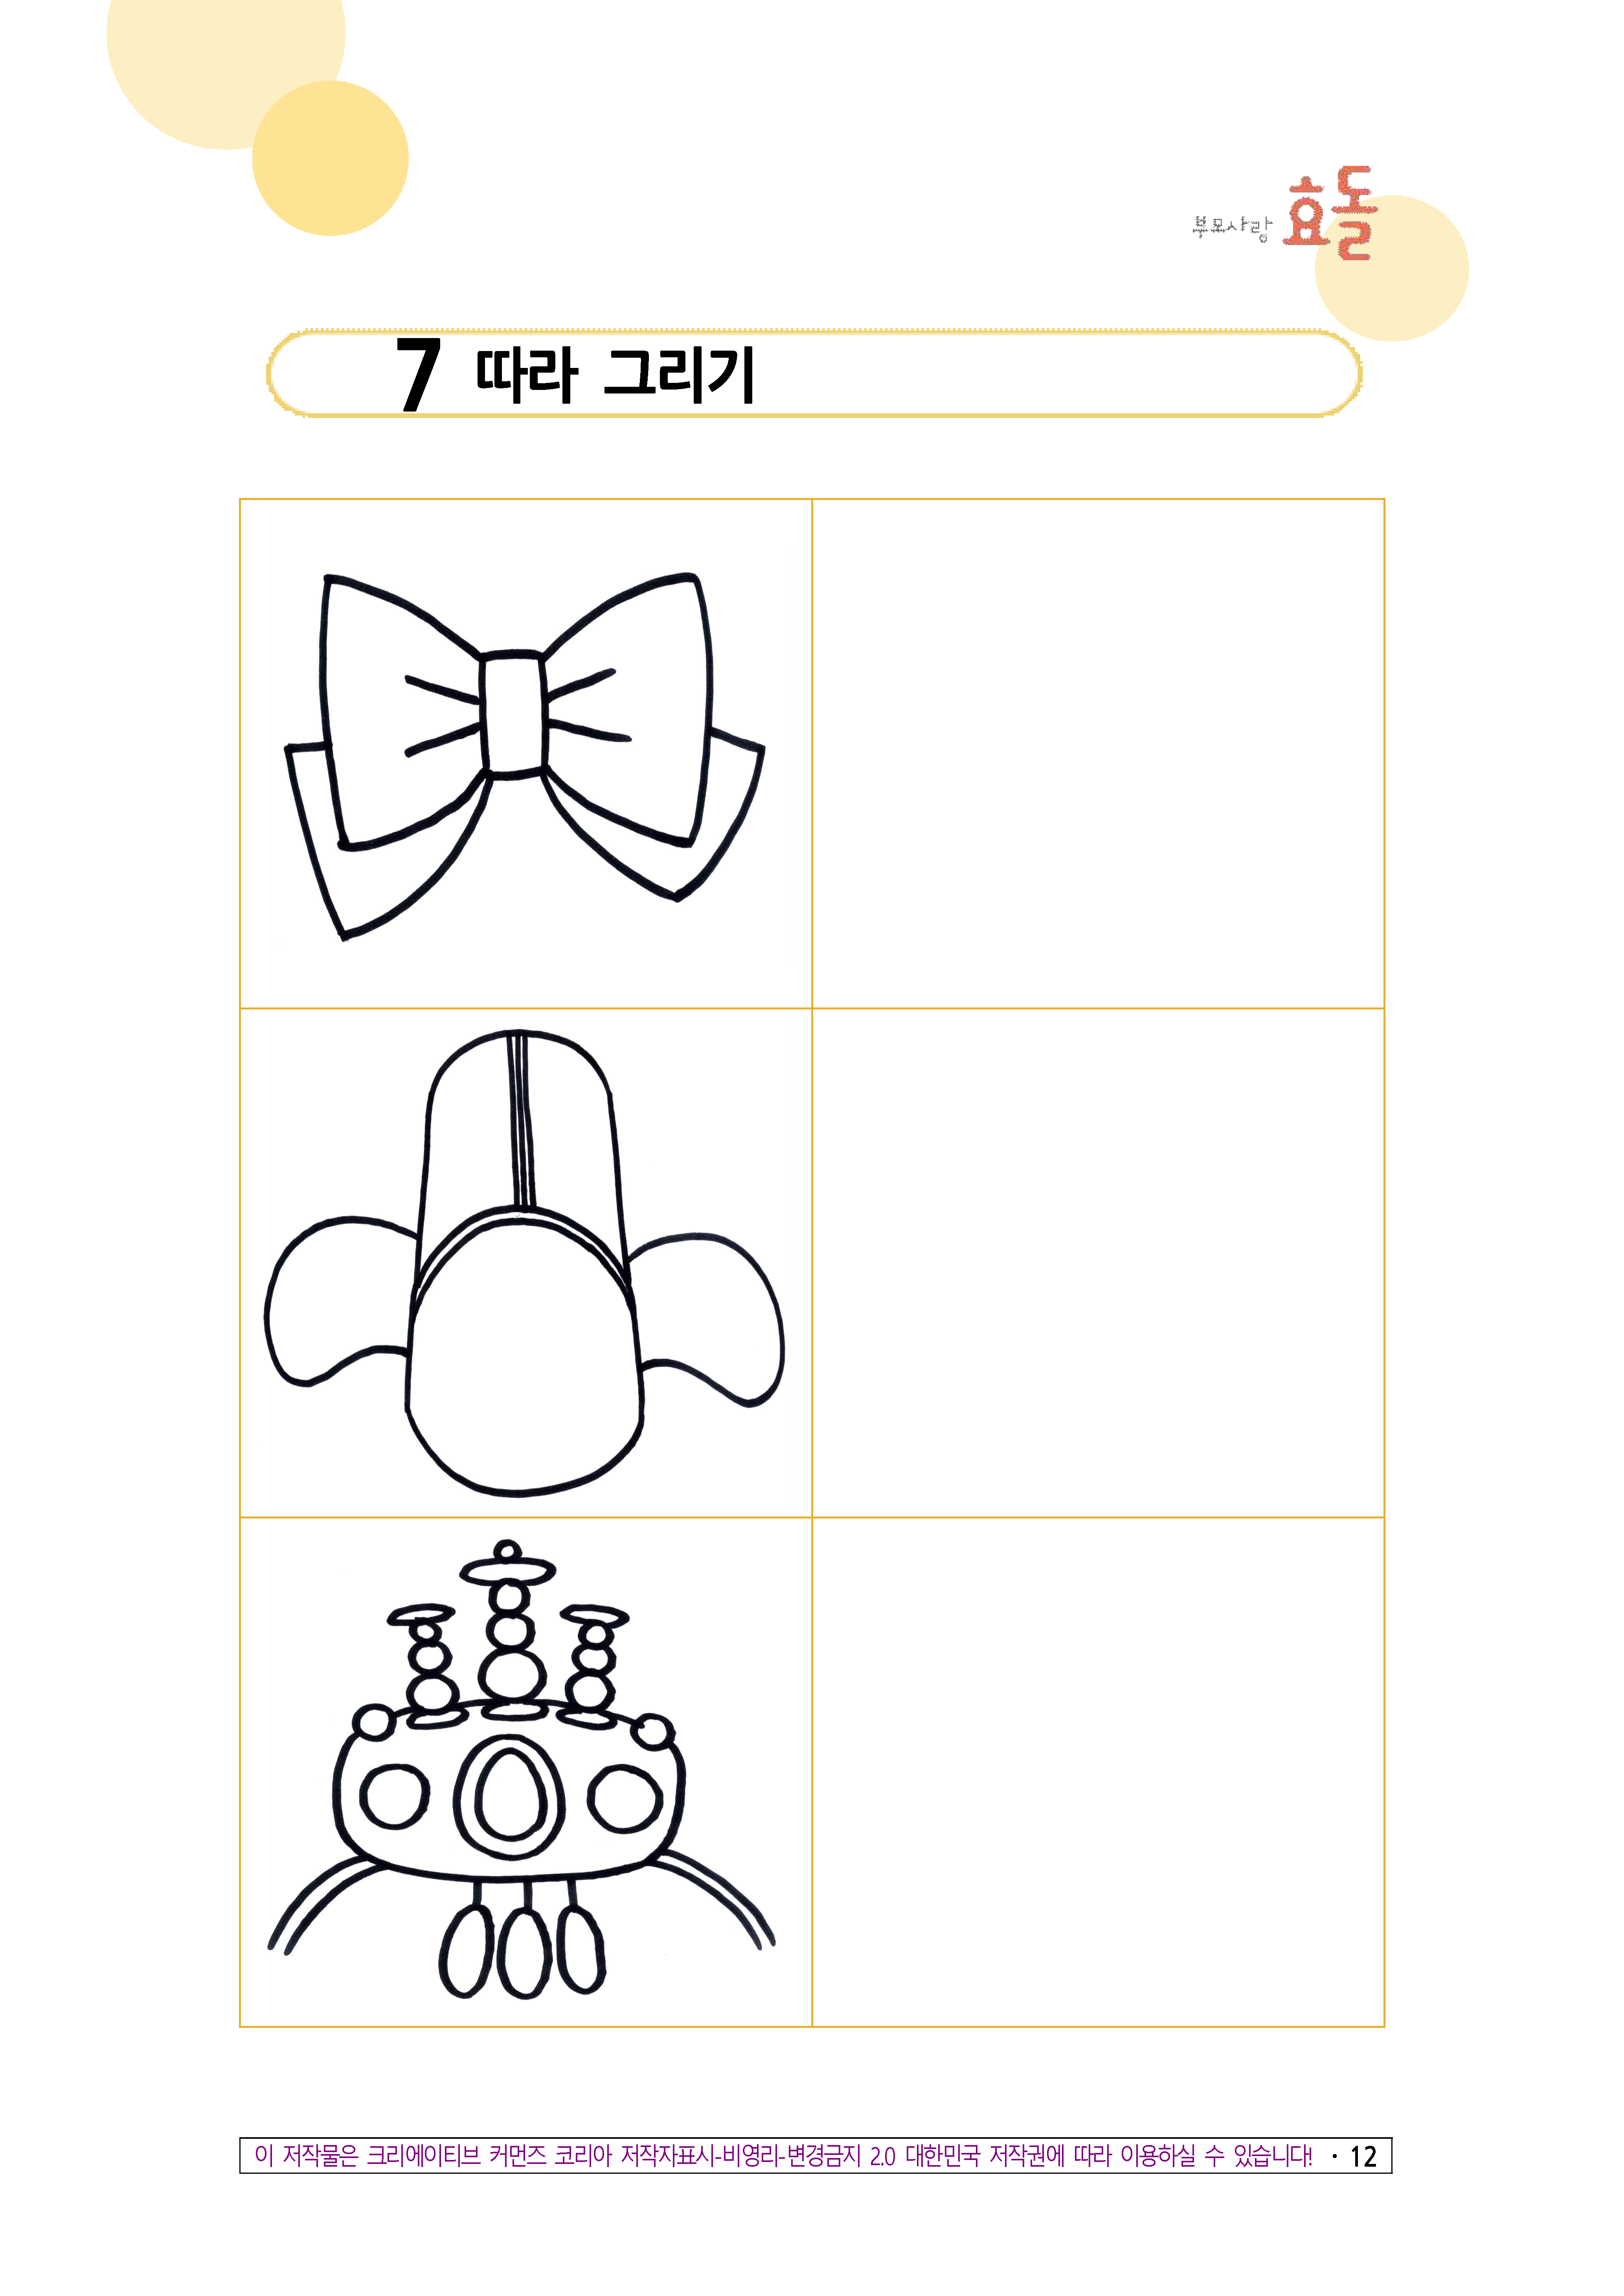 부모사랑 효돌
7 따라 그리기
이 저작물은 크리에이티브 커먼즈 코리아 저작자표시-비영리-변경금지 2.0 대한민국 저작권에 따라 이용하실 수 있습니다! · 12